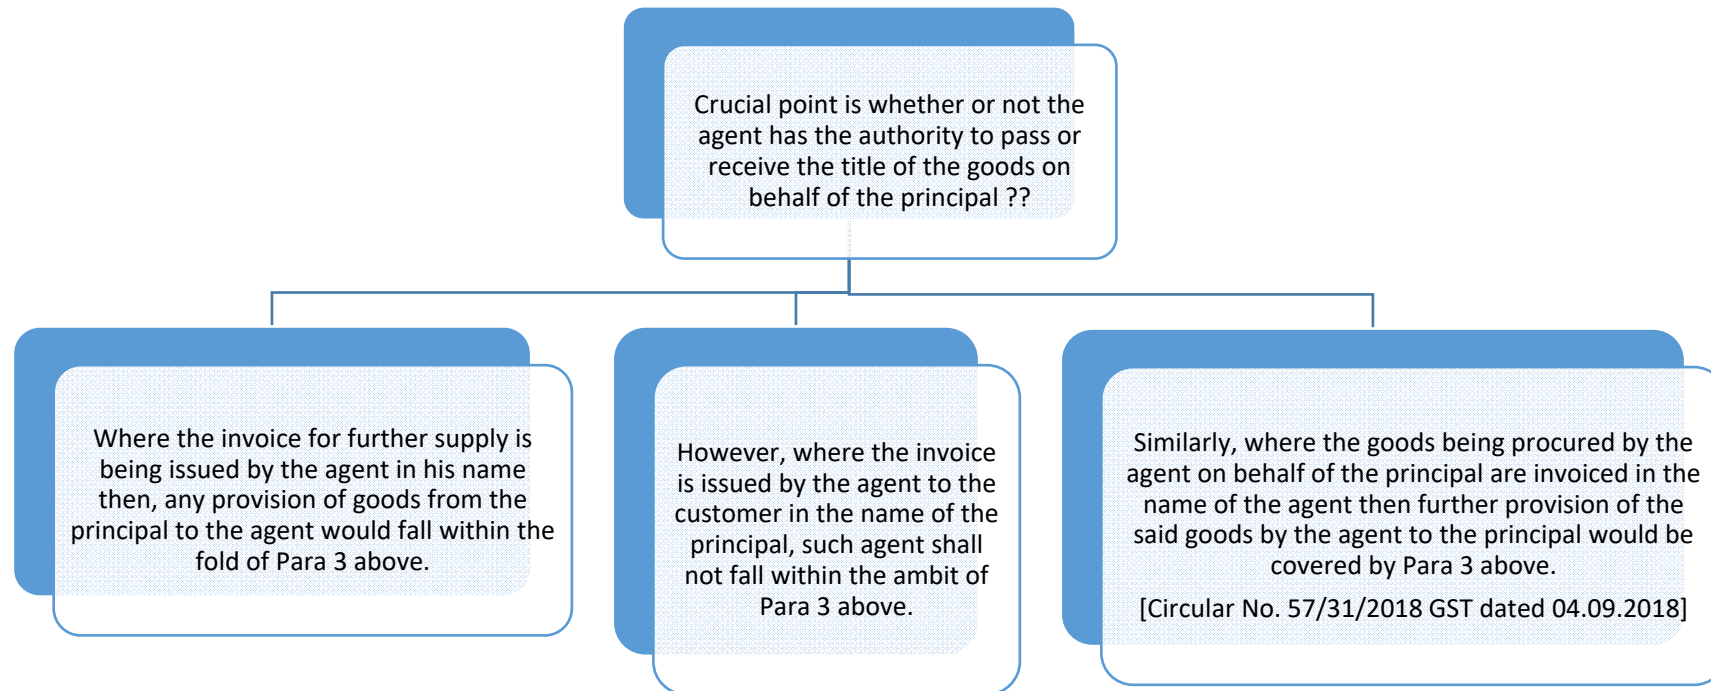 Crucial point is whether or not the
agent has the authority to pass or
receive the title of the goods on
behalf of the principal ??
Where the invoice for further supply is
being issued by the agent in his name
then, any provision of goods from the
principal to the agent would fall within the
fold of Para 3 above.
However, where the invoice
is issued by the agent to the
customer in the name of the
principal, such agent shall
not fall within the ambit of
Para 3 above.
Similarly, where the goods being procured by the
agent on behalf of the principal are invoiced in the
name of the agent then further provision of the
said goods by the agent to the principal would be
covered by Para 3 above.
[Circular No. 57/31/2018 GST dated 04.09.2018]